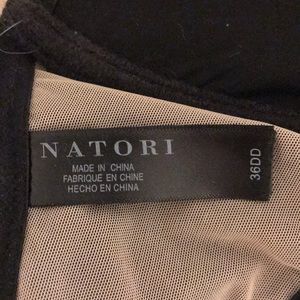 NATORI
MADE IN CHINA
FABRIQUE EN CHINE
HECHO EN CHINA
36DD